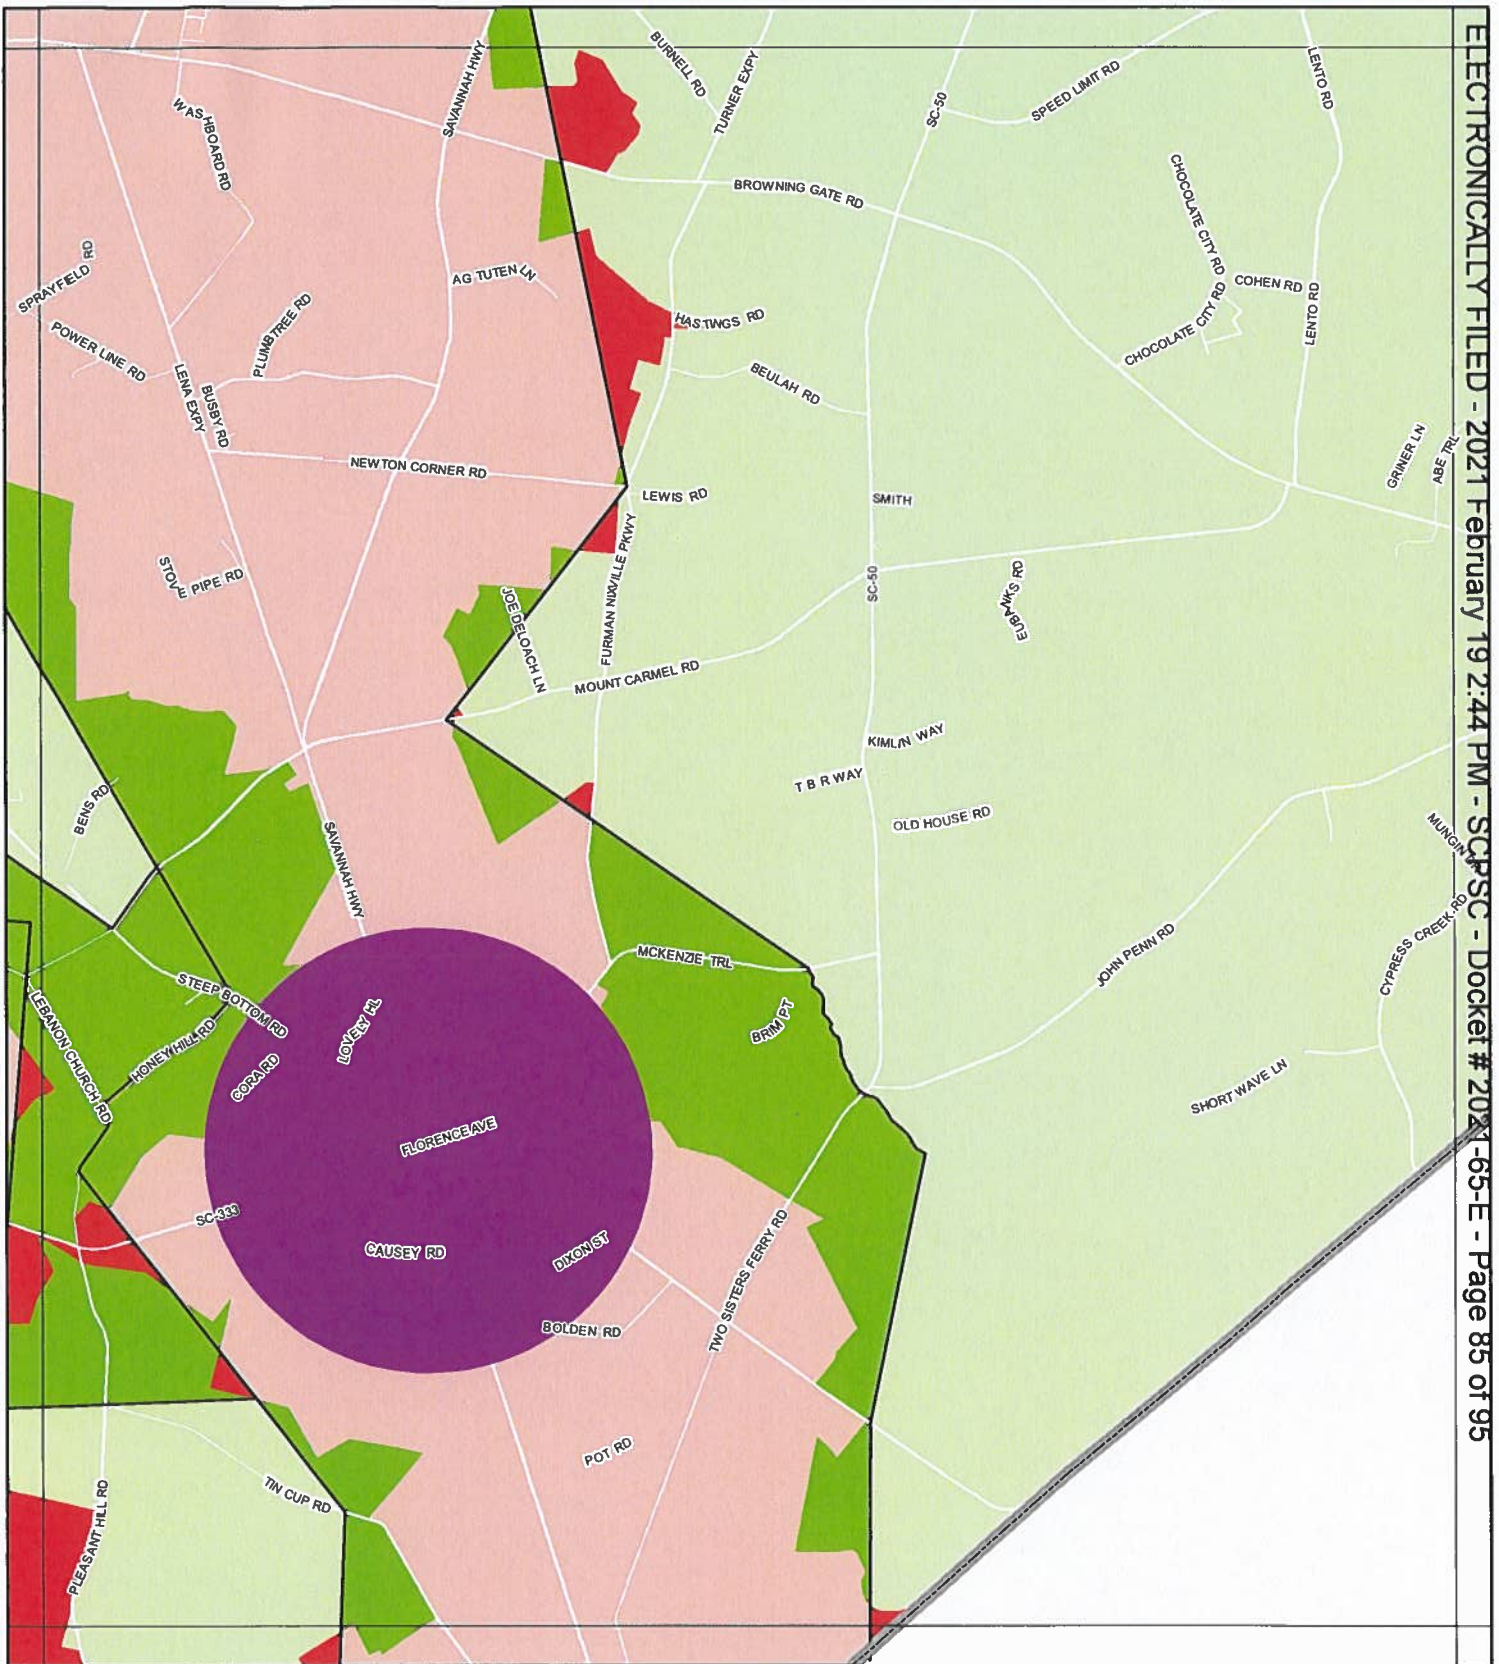 ELECTRONICALLY FILED - 2021 February 19 2:44 PM - SCPSC - Docket # 2021-65-E - Page 85 of 95
BURNELL RD
TURNER EXPY
SAVANNAH HWY
SC-50
SPEED LIMIT RD
LENTO RD
WASHBOARD RD
BROWNING GATE RD
CHOCOLATE CITY RD
COHEN RD
CHOCOLATE CITY RD
LENTO RD
SPRAYFIELD RD
AG TUTEN LN
PLUMBTREE RD
HASTINGS RD
POWER LINE RD
BEULAH RD
LENA EXPY
BUSBY RD
GRINER LN
ABE TRL
NEWTON CORNER RD
LEWIS RD
SMITH
STOVE PIPE RD
SC-50
EUBANKS RD
JOE DELOACH LN
FURMAN NIXVILLE PKWY
MOUNT CARMEL RD
KIMLIN WAY
T B R WAY
OLD HOUSE RD
BENS RD
SAVANNAH HWY
MUNGIN
CYPRESS CREEK RD
JOHN PENN RD
MCKENZIE TRL
STEEP BOTTOM RD
LOVELY HL
BRIM PT
LEBANON CHURCH RD
HONEY HILL RD
CORA RD
SHORT WAVE LN
FLORENCE AVE
SC-333
CAUSEY RD
DIXON ST
TWO SISTERS FERRY RD
BOLDEN RD
POT RD
TIN CUP RD
PLEASANT HILL RD